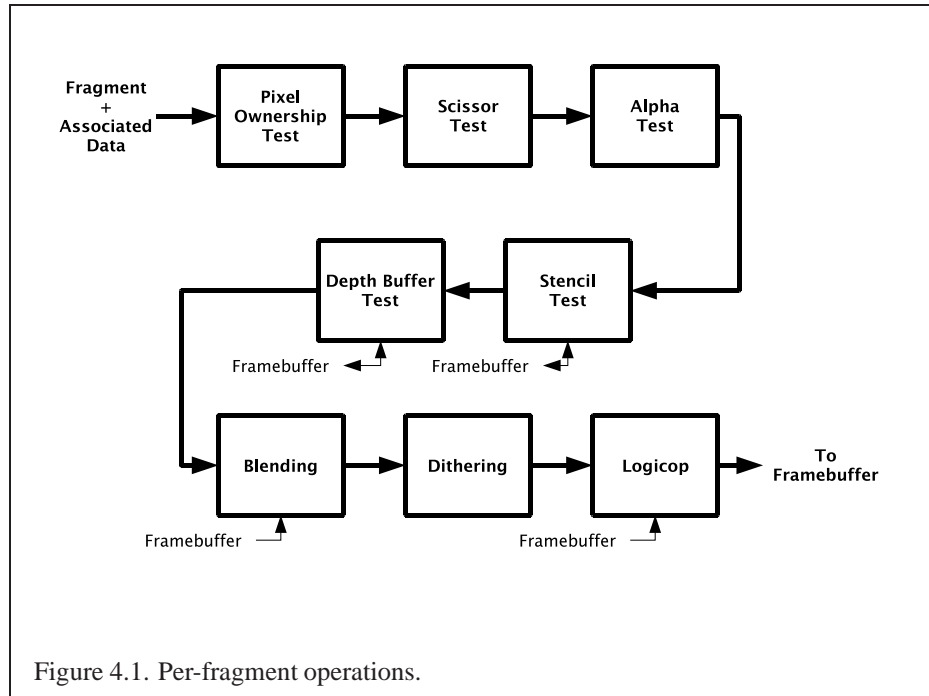 Fragment
+
Associated
Data
Pixel
Ownership
Test
Scissor
Test
Alpha
Test
Depth Buffer
Test
Stencil
Test
Framebuffer
Framebuffer
Blending
Dithering
Logicop
To
Framebuffer
Framebuffer
Framebuffer
Figure 4.1. Per-fragment operations.